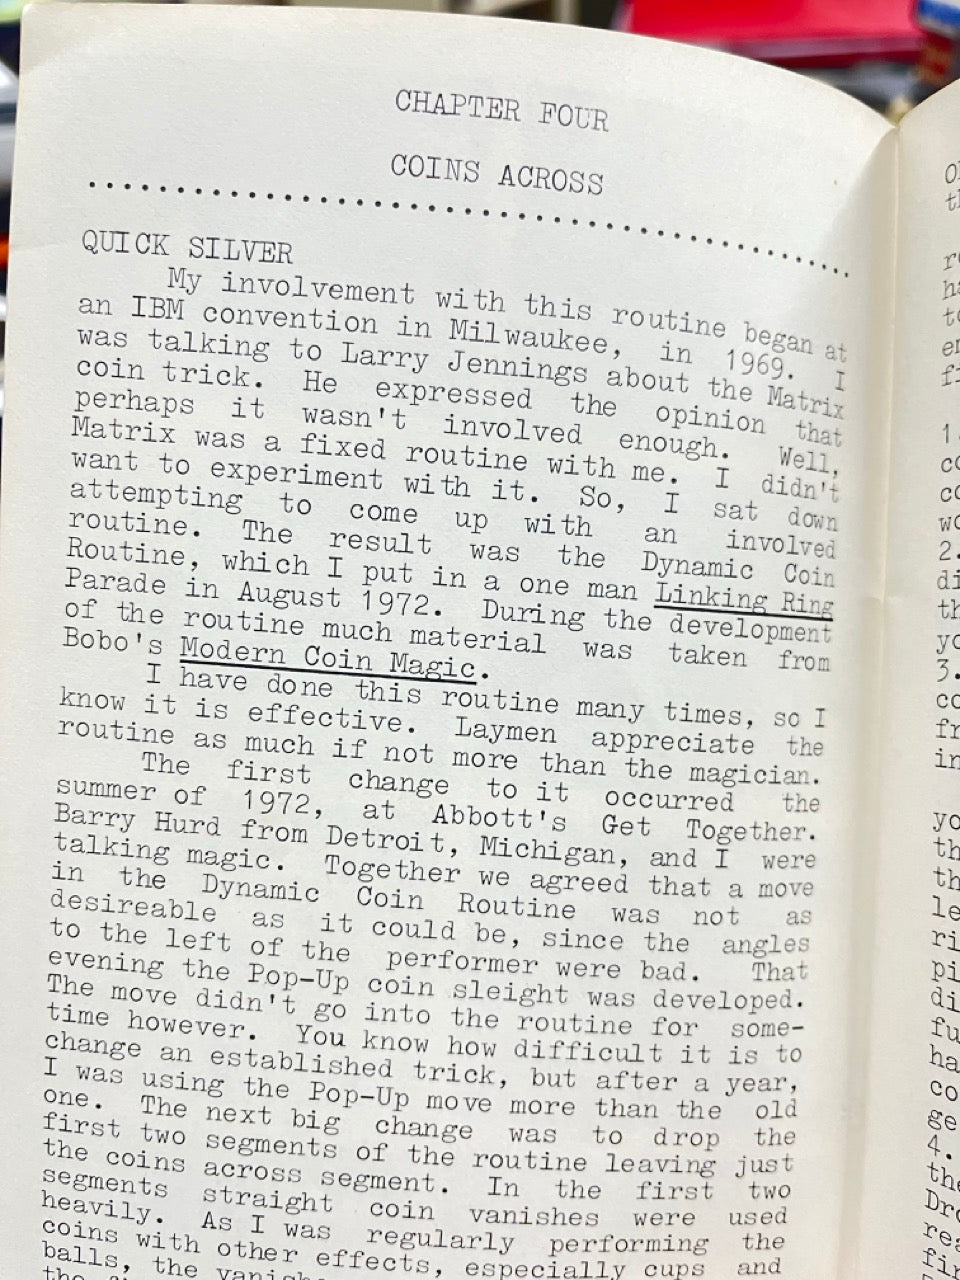 CHAPTER FOUR
COINS ACROSS
QUICK SILVER
My involvement with this routine began at
an IBM convention in Milwaukee, in 1969. I
was talking to Larry Jennings about the Matrix
coin trick. He expressed the opinion that
perhaps it wasn't involved enough. Well,
Matrix was a fixed routine with me. I didn't
want to experiment with it. So, I sat down
attempting to come up with an involved
routine. The result was the Dynamic Coin
Routine, which I put in a one man Linking Ring
Parade in August 1972. During the development
of the routine much material was taken from
Bobo's Modern Coin Magic.
I have done this routine many times, so I
know it is effective. Laymen appreciate the
routine as much if not more than the magician.
The first change to it occurred the
summer of 1972, at Abbott's Get Together.
Barry Hurd from Detroit, Michigan, and I were
talking magic. Together we agreed that a move
in the Dynamic Coin Routine was not as
desireable as it could be, since the angles
to the left of the performer were bad. That
evening the Pop-Up coin sleight was developed.
The move didn't go into the routine for some-
time however. You know how difficult it is to
change an established trick, but after a year,
I was using the Pop-Up move more than the old
one. The next big change was to drop the
first two segments of the routine leaving just
the coins across segment. In the first two
segments straight coin vanishes were used
heavily. As I was regularly performing the
coins with other effects, especially cups and
balls, the